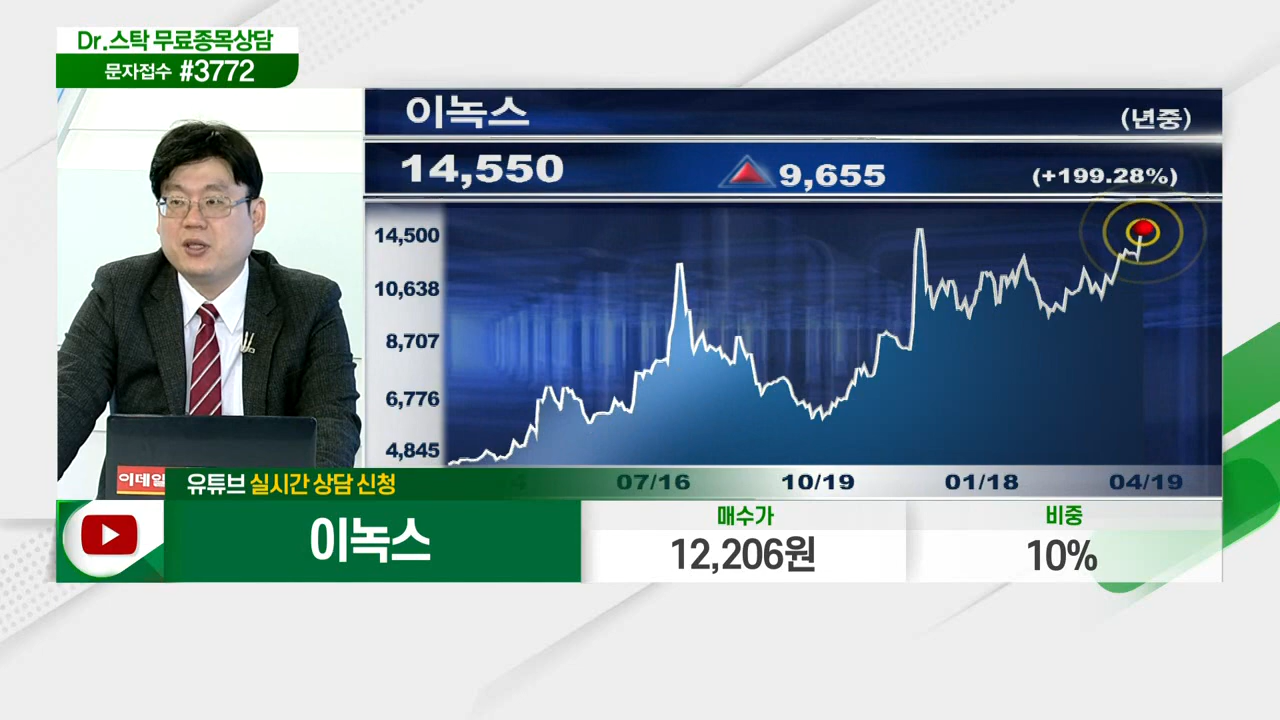 Dr.스탁 무료종목상담
문자접수 #3772
이녹스
(년중)
14,550
9,655
(+199.28%)
14,500
10,638
8,707
6,776
4,845
07/16
10/19
01/18
04/19
이데일
유튜브 실시간 상담 신청
이녹스
매수가
12,206원
비중
10%